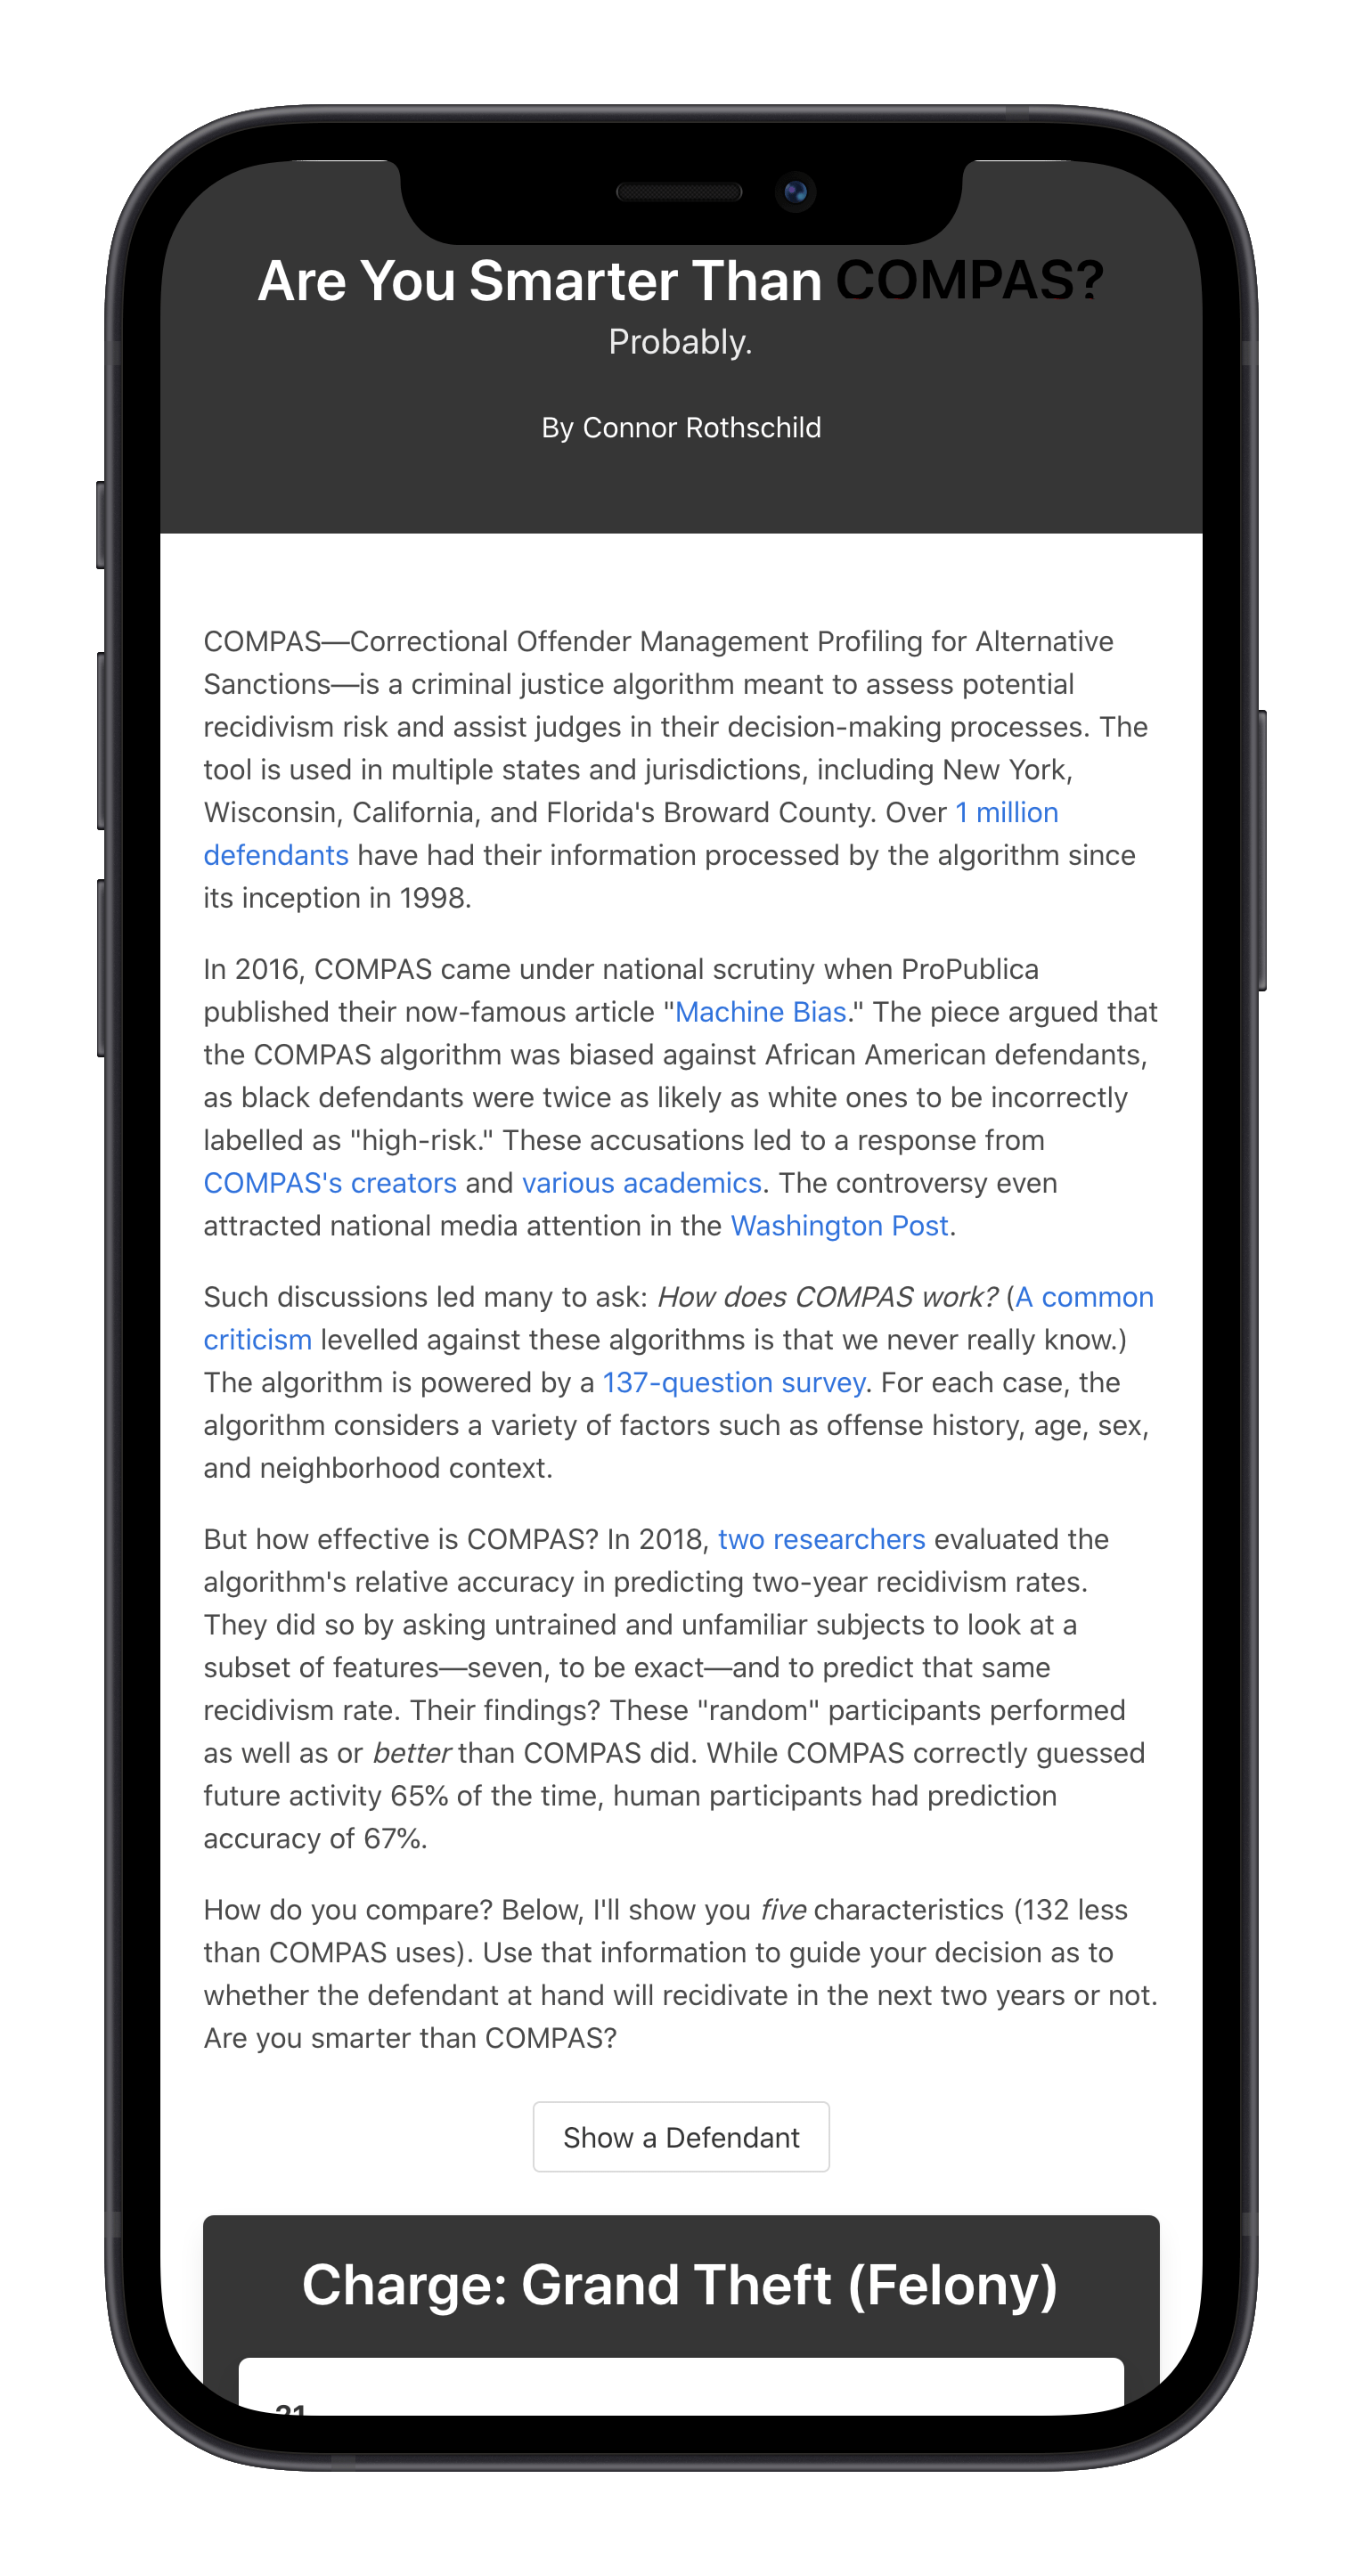 Are You Smarter Than COMPAS?
Probably.
By Connor Rothschild
COMPAS—Correctional Offender Management Profiling for Alternative
Sanctions—is a criminal justice algorithm meant to assess potential
recidivism risk and assist judges in their decision-making processes. The
tool is used in multiple states and jurisdictions, including New York,
Wisconsin, California, and Florida's Broward County. Over 1 million
defendants have had their information processed by the algorithm since
its inception in 1998.
In 2016, COMPAS came under national scrutiny when ProPublica
published their now-famous article "Machine Bias." The piece argued that
the COMPAS algorithm was biased against African American defendants,
as black defendants were twice as likely as white ones to be incorrectly
labelled as "high-risk." These accusations led to a response from
COMPAS's creators and various academics. The controversy even
attracted national media attention in the Washington Post.
Such discussions led many to ask: How does COMPAS work? (A common
criticism levelled against these algorithms is that we never really know.)
The algorithm is powered by a 137-question survey. For each case, the
algorithm considers a variety of factors such as offense history, age, sex,
and neighborhood context.
But how effective is COMPAS? In 2018, two researchers evaluated the
algorithm's relative accuracy in predicting two-year recidivism rates.
They did so by asking untrained and unfamiliar subjects to look at a
subset of features—seven, to be exact—and to predict that same
recidivism rate. Their findings? These "random" participants performed
as well as or better than COMPAS did. While COMPAS correctly guessed
future activity 65% of the time, human participants had prediction
accuracy of 67%.
How do you compare? Below, I'll show you five characteristics (132 less
than COMPAS uses). Use that information to guide your decision as to
whether the defendant at hand will recidivate in the next two years or not.
Are you smarter than COMPAS?
Show a Defendant
Charge: Grand Theft (Felony)